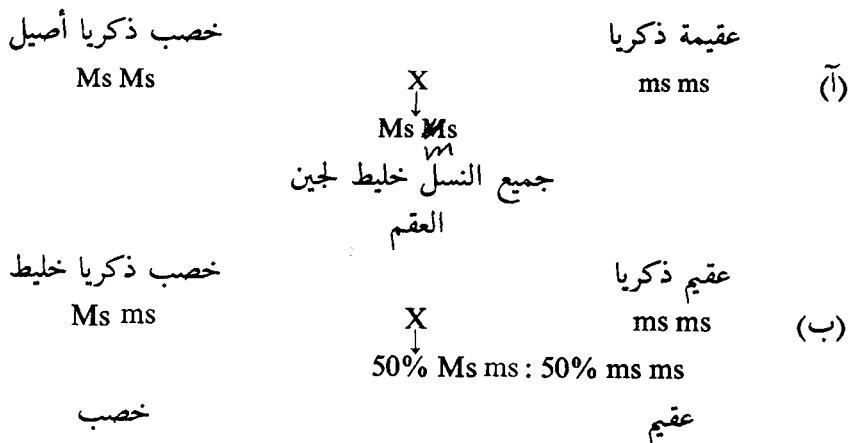 عقيمة ذكريا خصب ذكريا أصيل
(آ) ms ms X Ms Ms
Ms Ms
m
جميع النسل خليط لجين
العقم
عقيم ذكريا خصب ذكريا خليط
(ب) ms ms X Ms ms
50% Ms ms : 50% ms ms
عقيم خصب